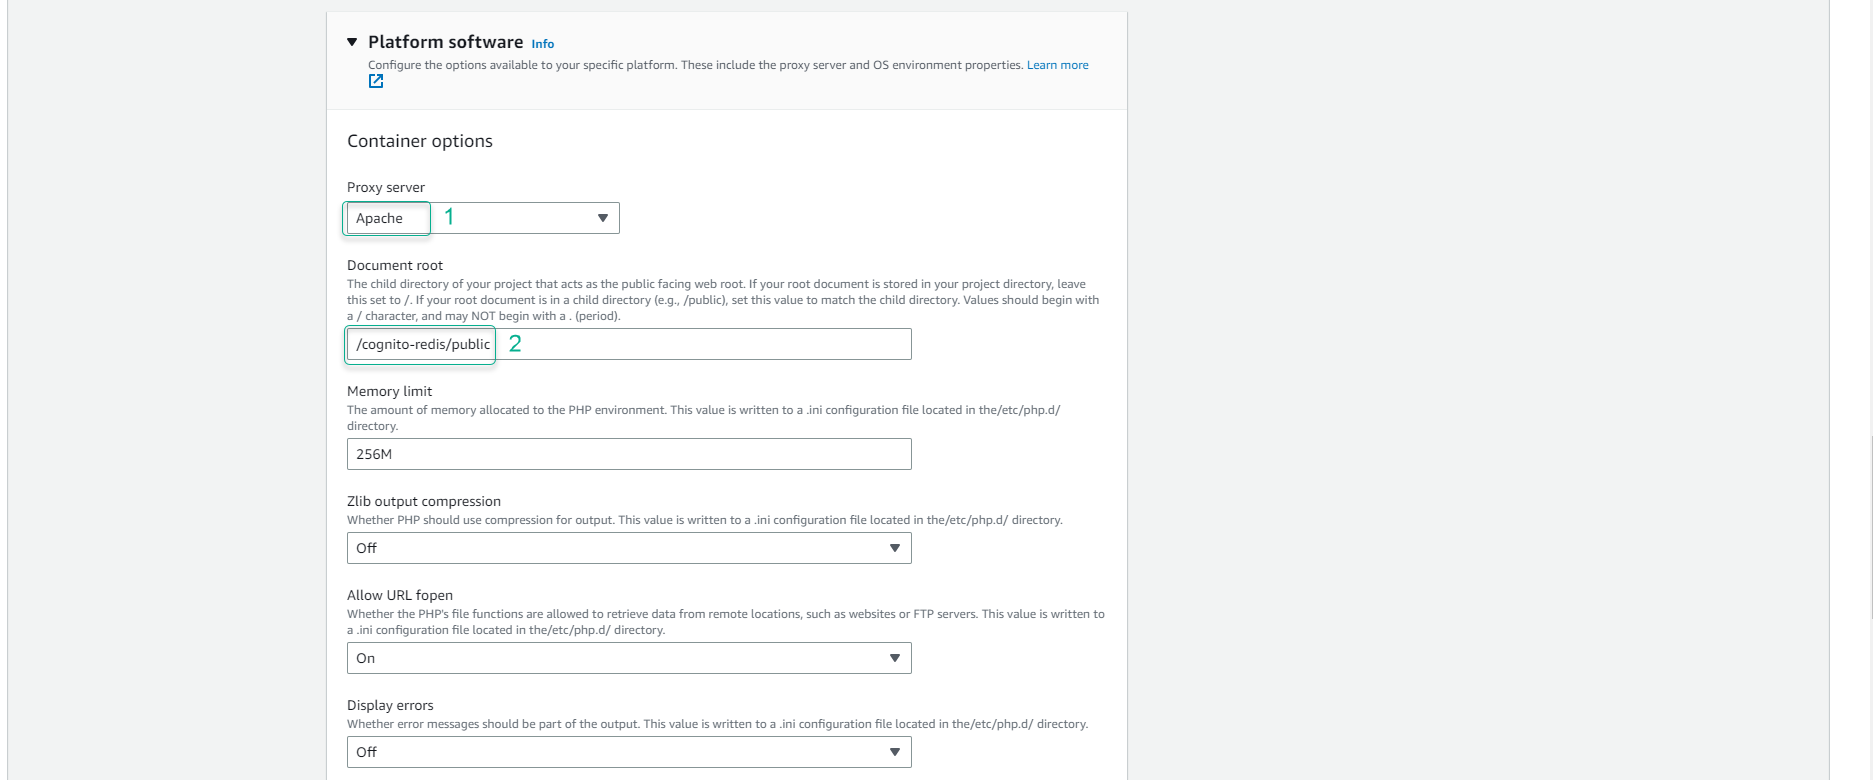 Platform software Info
Configure the options available to your specific platform. These include the proxy server and OS environment properties. Learn more
Container options
Proxy server
Apache 1
Document root
The child directory of your project that acts as the public facing web root. If your root document is stored in your project directory, leave
this set to /. If your root document is in a child directory (e.g., /public), set this value to match the child directory. Values should begin with
a / character, and may NOT begin with a . (period).
/cognito-redis/public 2
Memory limit
The amount of memory allocated to the PHP environment. This value is written to a .ini configuration file located in the/etc/php.d/
directory.
256M
Zlib output compression
Whether PHP should use compression for output. This value is written to a .ini configuration file located in the/etc/php.d/ directory.
Off
Allow URL fopen
Whether the PHP's file functions are allowed to retrieve data from remote locations, such as websites or FTP servers. This value is written to
a .ini configuration file located in the/etc/php.d/ directory.
On
Display errors
Whether error messages should be part of the output. This value is written to a .ini configuration file located in the/etc/php.d/ directory.
Off